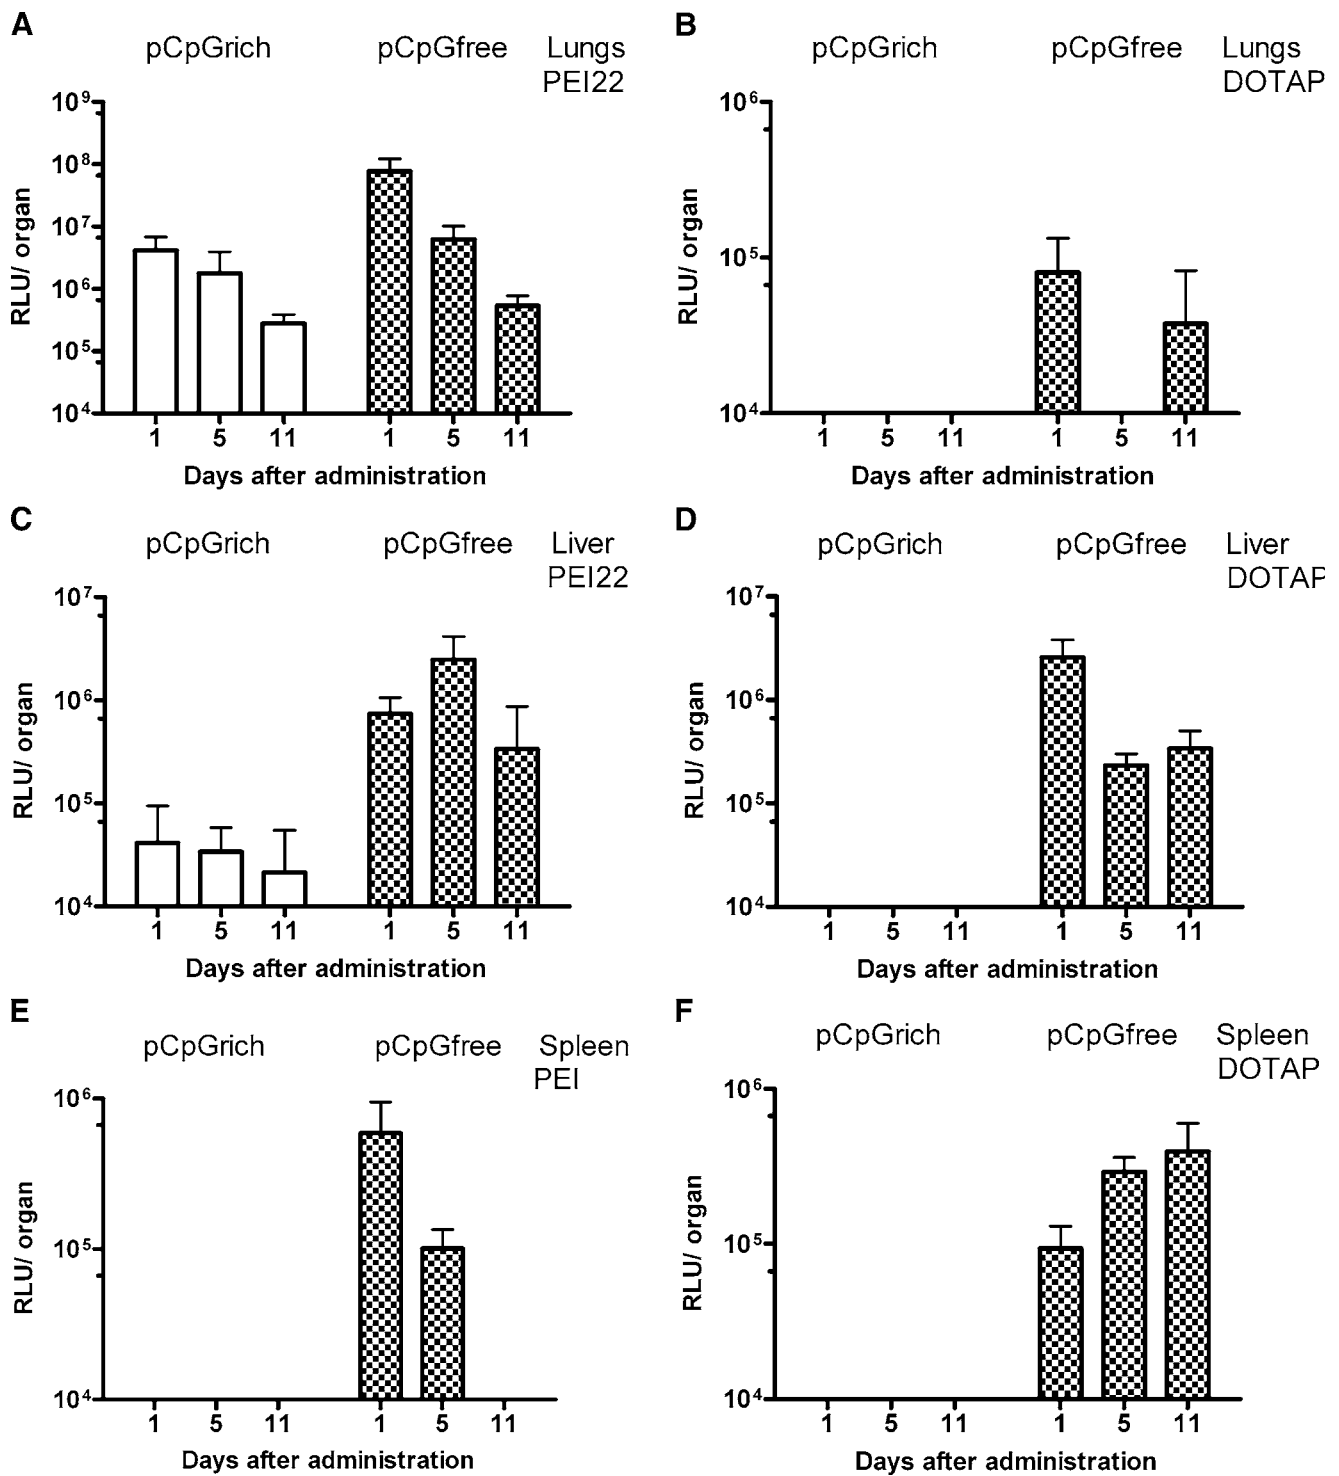 A
pCpGrich pCpGfree Lungs
PEI22
10⁹
10⁸
10⁷
10⁶
10⁵
10⁴
RLU/ organ
1 5 11 1 5 11
Days after administration
B
pCpGrich pCpGfree Lungs
DOTAP
10⁶
10⁵
10⁴
RLU/ organ
1 5 11 1 5 11
Days after administration
C
pCpGrich pCpGfree Liver
PEI22
10⁷
10⁶
10⁵
10⁴
RLU/ organ
1 5 11 1 5 11
Days after administration
D
pCpGrich pCpGfree Liver
DOTAP
10⁷
10⁶
10⁵
10⁴
RLU/ organ
1 5 11 1 5 11
Days after administration
E
pCpGrich pCpGfree Spleen
PEI
10⁶
10⁵
10⁴
RLU/ organ
1 5 11 1 5 11
Days after administration
F
pCpGrich pCpGfree Spleen
DOTAP
10⁶
10⁵
10⁴
RLU/ organ
1 5 11 1 5 11
Days after administration